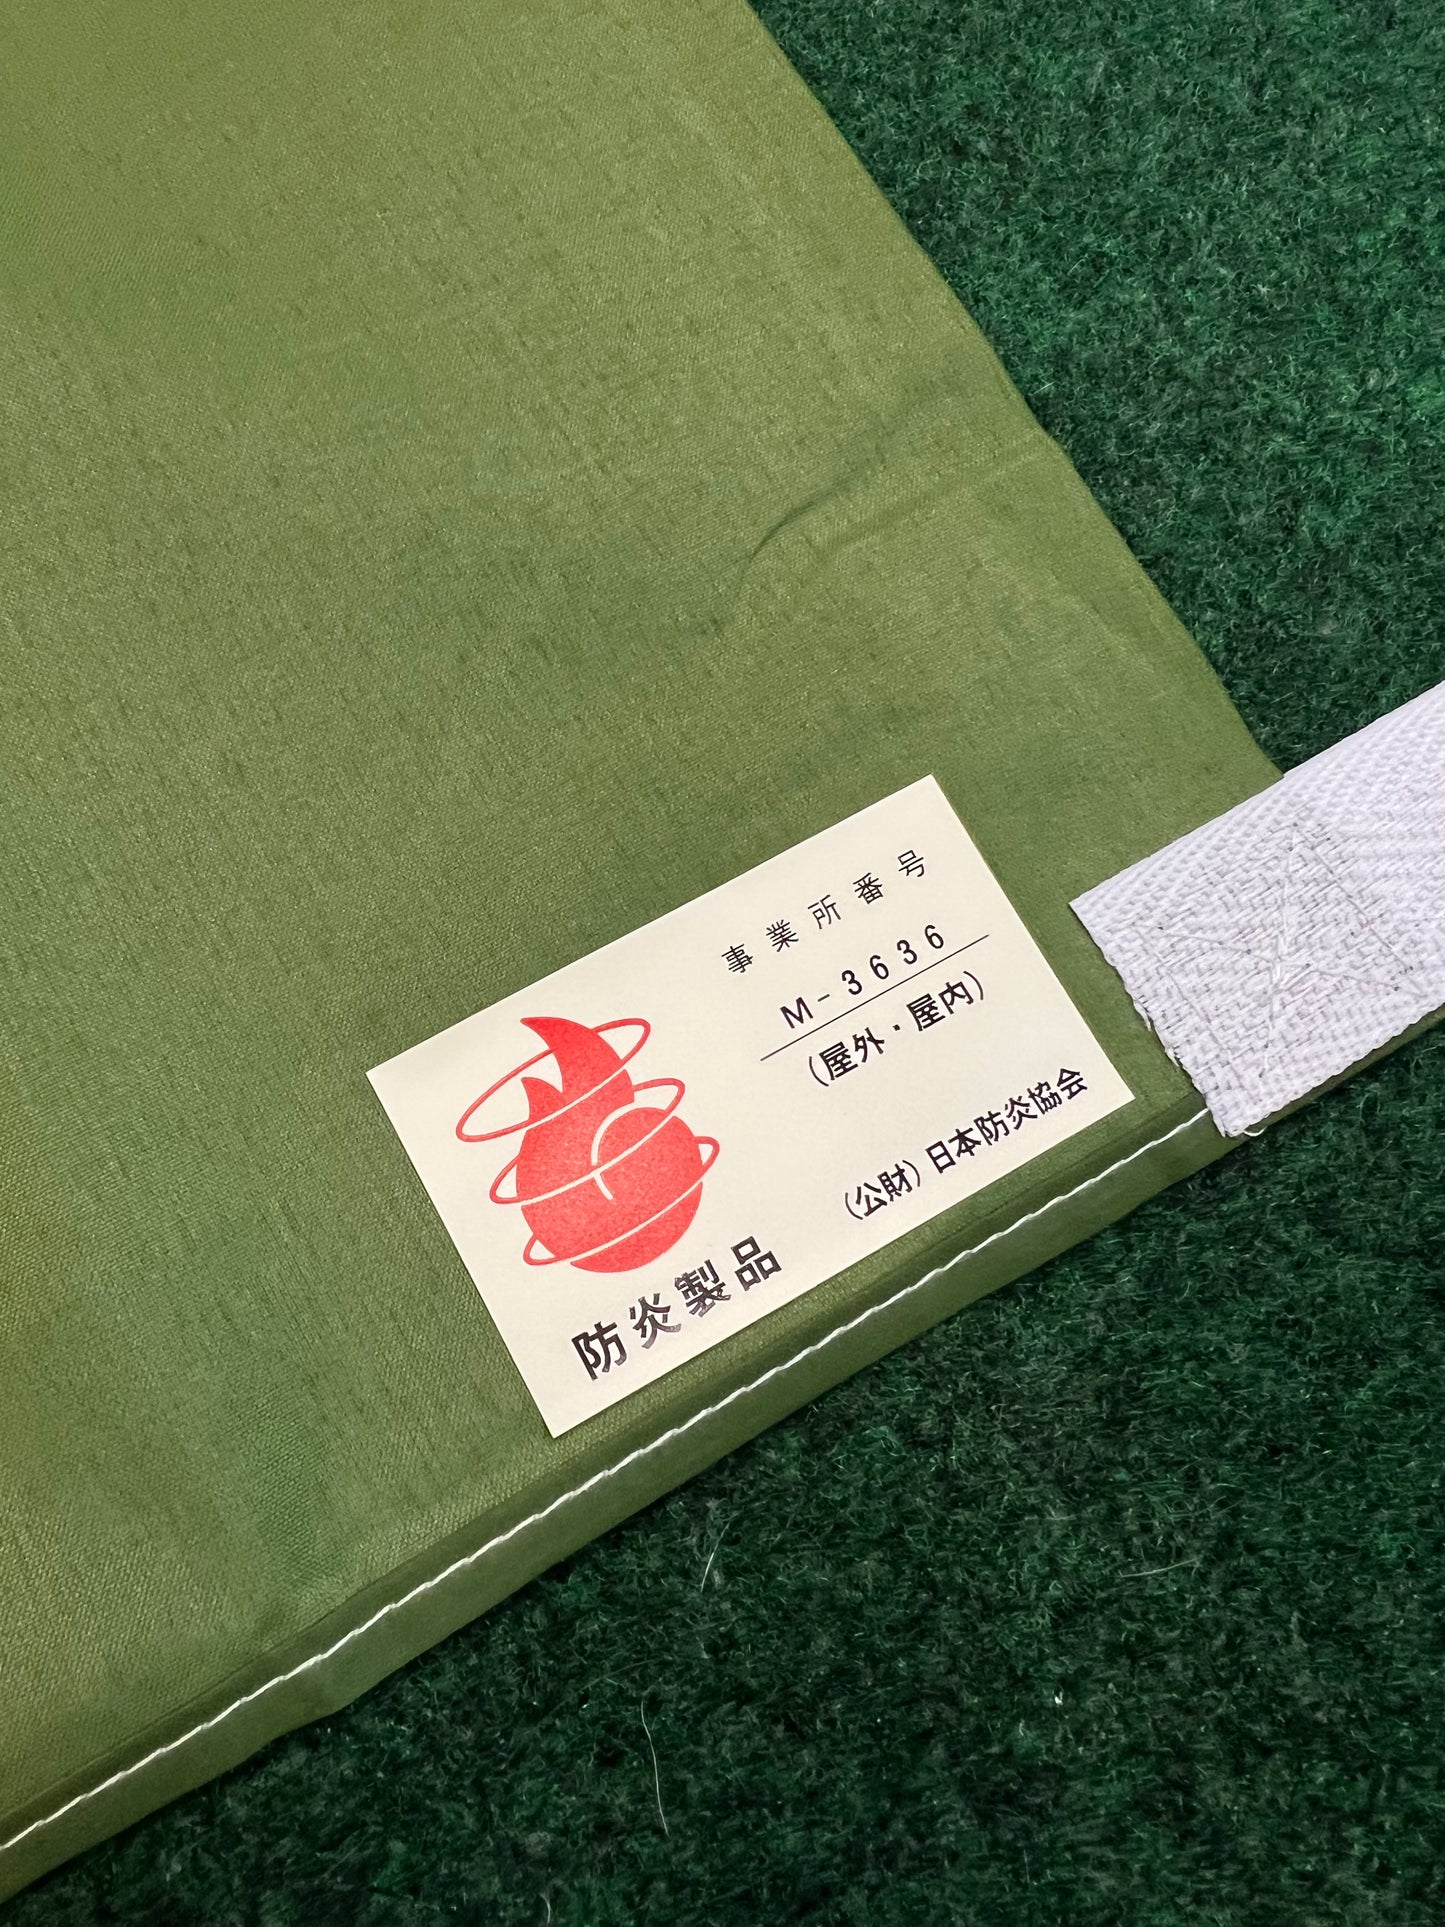 事業所番号
M-3636
(屋外・屋内)
(公財)日本防炎協会
防炎製品